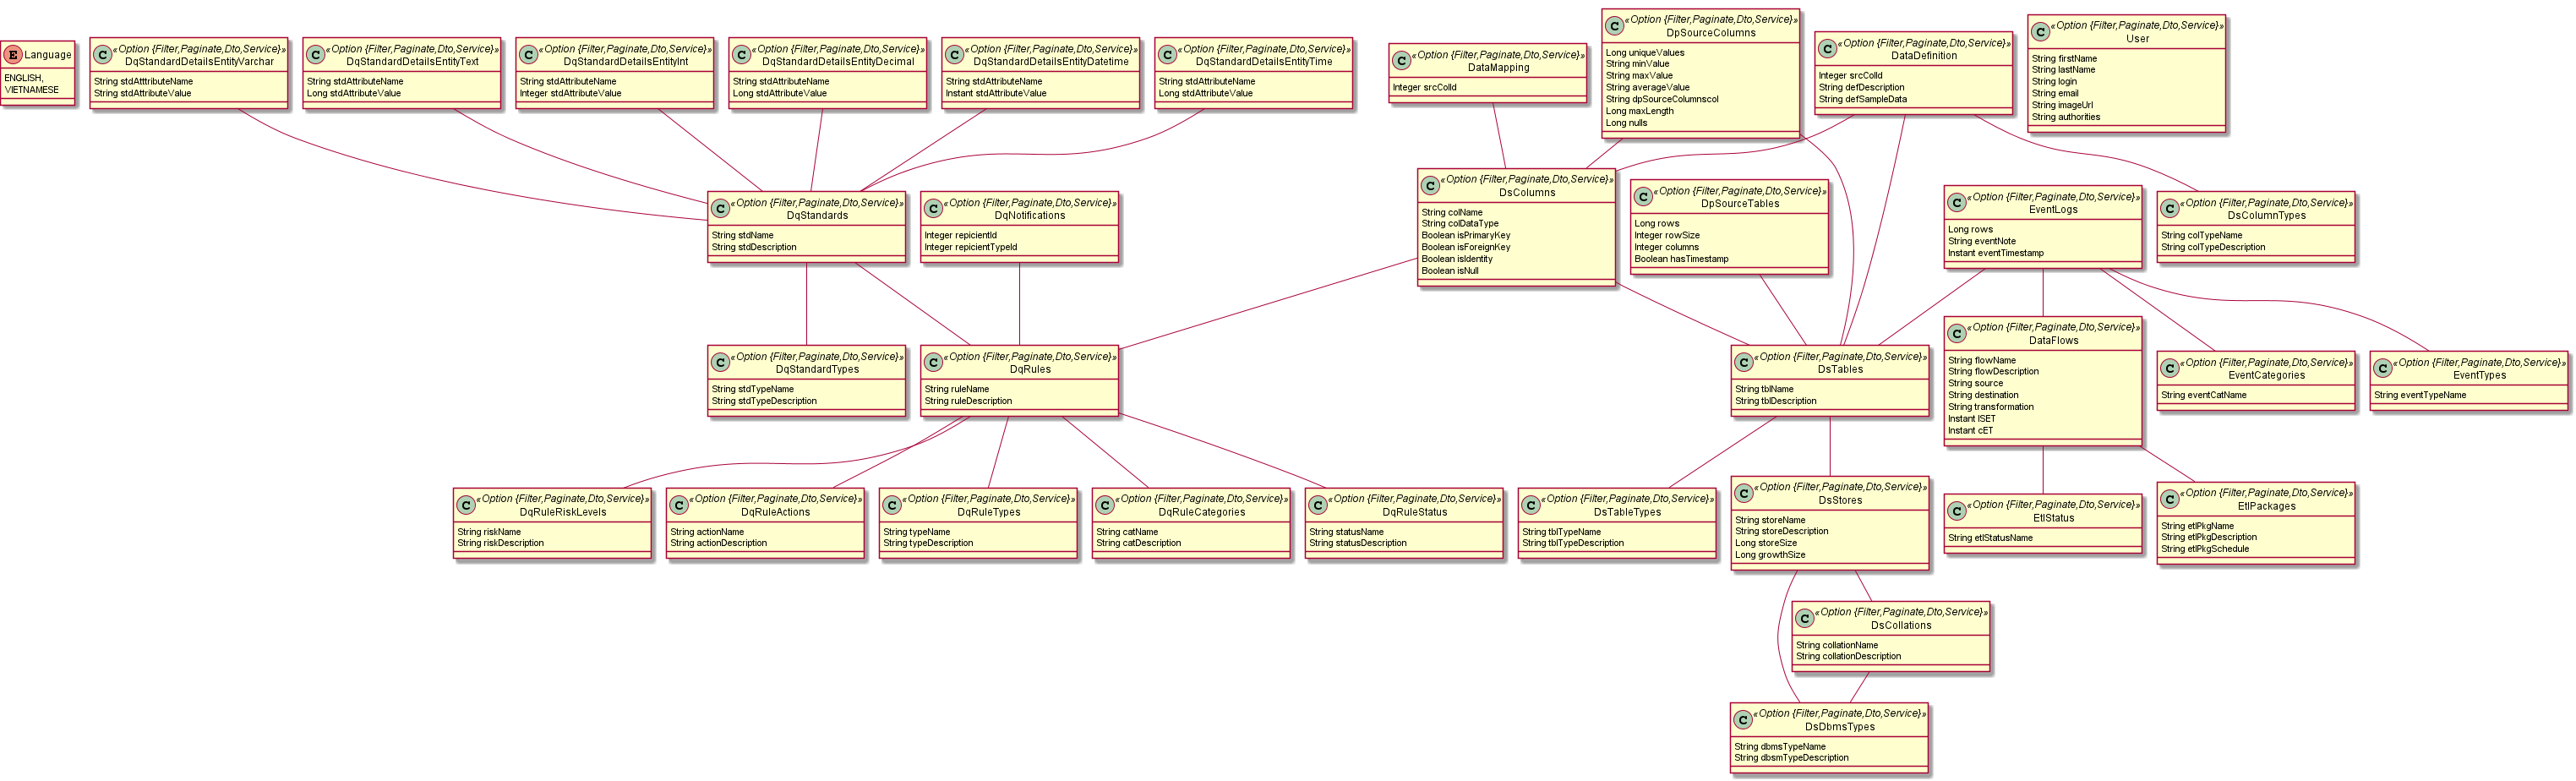 Language
ENGLISH,
VIETNAMESE
«Option {Filter,Paginate,Dto,Service}»
DqStandardDetailsEntityVarchar
String stdAtttributeName
String stdAttributeValue
«Option {Filter,Paginate,Dto,Service}»
DqStandardDetailsEntityText
String stdAttributeName
Long stdAttributeValue
«Option {Filter,Paginate,Dto,Service}»
DqStandardDetailsEntityInt
String stdAttributeName
Integer stdAttributeValue
«Option {Filter,Paginate,Dto,Service}»
DqStandardDetailsEntityDecimal
String stdAttributeName
Long stdAttributeValue
«Option {Filter,Paginate,Dto,Service}»
DqStandardDetailsEntityDatetime
String stdAttributeName
Instant stdAttributeValue
«Option {Filter,Paginate,Dto,Service}»
DqStandardDetailsEntityTime
String stdAttributeName
Long stdAttributeValue
«Option {Filter,Paginate,Dto,Service}»
DataMapping
Integer srcColId
«Option {Filter,Paginate,Dto,Service}»
DpSourceColumns
Long uniqueValues
String minValue
String maxValue
String averageValue
String dpSourceColumnscol
Long maxLength
Long nulls
«Option {Filter,Paginate,Dto,Service}»
DataDefinition
Integer srcColId
String defDescription
String defSampleData
«Option {Filter,Paginate,Dto,Service}»
User
String firstName
String lastName
String login
String email
String imageUrl
String authorities
«Option {Filter,Paginate,Dto,Service}»
DqStandards
String stdName
String stdDescription
«Option {Filter,Paginate,Dto,Service}»
DqNotifications
Integer repicientId
Integer repicientTypeId
«Option {Filter,Paginate,Dto,Service}»
DsColumns
String colName
String colDataType
Boolean isPrimaryKey
Boolean isForeignKey
Boolean isIdentity
Boolean isNull
«Option {Filter,Paginate,Dto,Service}»
DpSourceTables
Long rows
Integer rowSize
Integer columns
Boolean hasTimestamp
«Option {Filter,Paginate,Dto,Service}»
EventLogs
Long rows
String eventNote
Instant eventTimestamp
«Option {Filter,Paginate,Dto,Service}»
DsColumnTypes
String colTypeName
String colTypeDescription
«Option {Filter,Paginate,Dto,Service}»
DqStandardTypes
String stdTypeName
String stdTypeDescription
«Option {Filter,Paginate,Dto,Service}»
DqRules
String ruleName
String ruleDescription
«Option {Filter,Paginate,Dto,Service}»
DsTables
String tblName
String tblDescription
«Option {Filter,Paginate,Dto,Service}»
DataFlows
String flowName
String flowDescription
String source
String destination
String transformation
Instant lSET
Instant cET
«Option {Filter,Paginate,Dto,Service}»
EventCategories
String eventCatName
«Option {Filter,Paginate,Dto,Service}»
EventTypes
String eventTypeName
«Option {Filter,Paginate,Dto,Service}»
DqRuleRiskLevels
String riskName
String riskDescription
«Option {Filter,Paginate,Dto,Service}»
DqRuleActions
String actionName
String actionDescription
«Option {Filter,Paginate,Dto,Service}»
DqRuleTypes
String typeName
String typeDescription
«Option {Filter,Paginate,Dto,Service}»
DqRuleCategories
String catName
String catDescription
«Option {Filter,Paginate,Dto,Service}»
DqRuleStatus
String statusName
String statusDescription
«Option {Filter,Paginate,Dto,Service}»
DsTableTypes
String tblTypeName
String tblTypeDescription
«Option {Filter,Paginate,Dto,Service}»
DsStores
String storeName
String storeDescription
Long storeSize
Long growthSize
«Option {Filter,Paginate,Dto,Service}»
EtlStatus
String etlStatusName
«Option {Filter,Paginate,Dto,Service}»
EtlPackages
String etlPkgName
String etlPkgDescription
String etlPkgSchedule
«Option {Filter,Paginate,Dto,Service}»
DsCollations
String collationName
String collationDescription
«Option {Filter,Paginate,Dto,Service}»
DsDbmsTypes
String dbmsTypeName
String dbsmTypeDescription